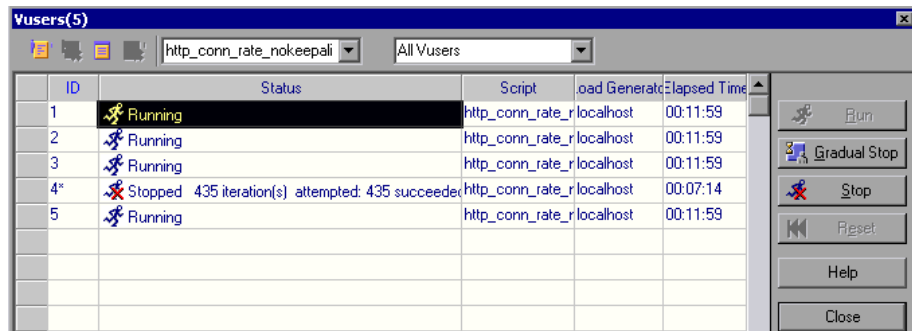 Vusers(5)
http_conn_rate_nokeepali All Vusers
ID Status Script oad Generato Elapsed Time
1 Running http_conn_rate_r localhost 00:11:59
2 Running http_conn_rate_r localhost 00:11:59
3 Running http_conn_rate_r localhost 00:11:59
4* Stopped 435 iteration(s) attempted: 435 succeeded http_conn_rate_r localhost 00:07:14
5 Running http_conn_rate_r localhost 00:11:59
Run
Gradual Stop
Stop
Reset
Help
Close